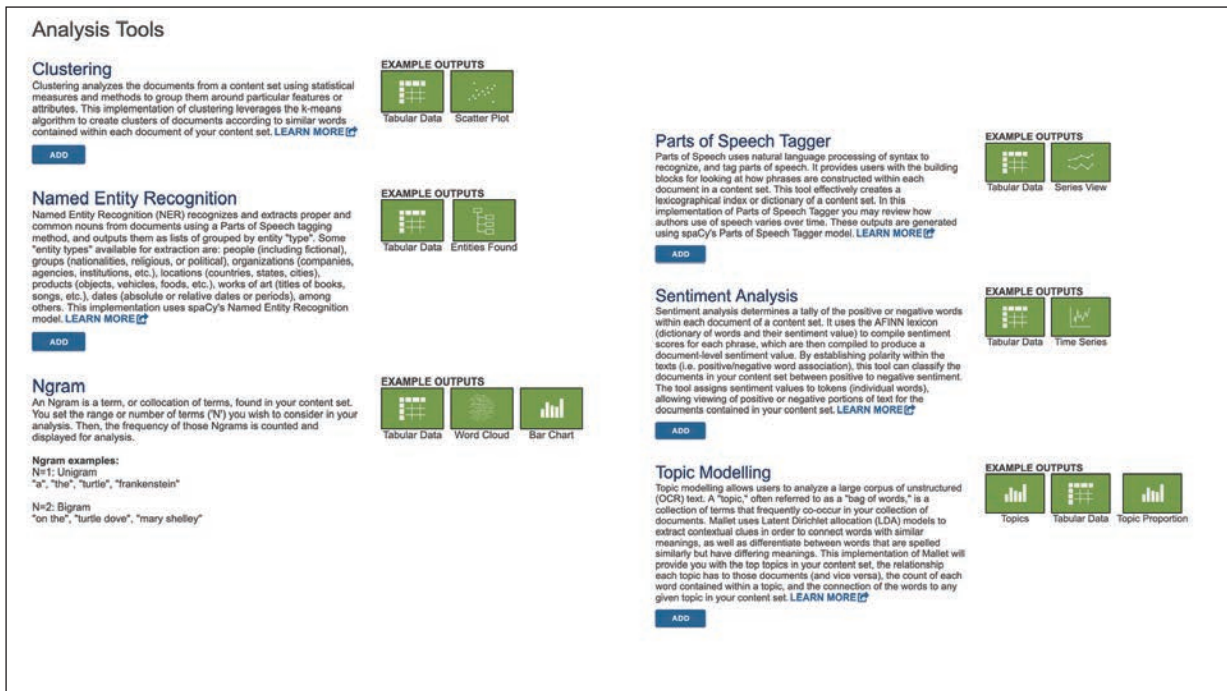 Analysis Tools
Clustering
Clustering analyzes the documents from a content set using statistical
measures and methods to group them around particular features or
attributes. This implementation of clustering leverages the k-means
algorithm to create clusters of documents according to similar words
contained within each document of your content set. LEARN MORE
ADD
EXAMPLE OUTPUTS
Tabular Data Scatter Plot
Named Entity Recognition
Named Entity Recognition (NER) recognizes and extracts proper and
common nouns from documents using a Parts of Speech tagging
method, and outputs them as lists of grouped by entity "type". Some
"entity types" available for extraction are: people (including fictional),
groups (nationalities, religious, or political), organizations (companies,
agencies, institutions, etc.), locations (countries, states, cities),
products (objects, vehicles, foods, etc.), works of art (titles of books,
songs, etc.), dates (absolute or relative dates or periods), among
others. This implementation uses spaCy's Named Entity Recognition
model. LEARN MORE
ADD
EXAMPLE OUTPUTS
Tabular Data Entities Found
Ngram
An Ngram is a term, or collocation of terms, found in your content set.
You set the range or number of terms ('N') you wish to consider in your
analysis. Then, the frequency of those Ngrams is counted and
displayed for analysis.
Ngram examples:
N=1: Unigram
"a", "the", "turtle", "frankenstein"
N=2: Bigram
"on the", "turtle dove", "mary shelley"
EXAMPLE OUTPUTS
Tabular Data Word Cloud Bar Chart
Parts of Speech Tagger
Parts of Speech uses natural language processing of syntax to
recognize, and tag parts of speech. It provides users with the building
blocks for looking at how phrases are constructed within each
document in a content set. This tool effectively creates a
lexicographical index or dictionary of a content set. In this
implementation of Parts of Speech Tagger you may review how
authors use of speech varies over time. These outputs are generated
using spaCy's Parts of Speech Tagger model. LEARN MORE
ADD
EXAMPLE OUTPUTS
Tabular Data Series View
Sentiment Analysis
Sentiment analysis determines a tally of the positive or negative words
within each document of a content set. It uses the AFINN lexicon
(dictionary of words and their sentiment value) to compile sentiment
scores for each phrase, which are then compiled to produce a
document-level sentiment value. By establishing polarity within the
texts (i.e. positive/negative word association), this tool can classify the
documents in your content set between positive to negative sentiment.
The tool assigns sentiment values to tokens (individual words),
allowing viewing of positive or negative portions of text for the
documents contained in your content set. LEARN MORE
ADD
EXAMPLE OUTPUTS
Tabular Data Time Series
Topic Modelling
Topic modelling allows users to analyze a large corpus of unstructured
(OCR) text. A "topic," often referred to as a "bag of words," is a
collection of terms that frequently co-occur in your collection of
documents. Mallet uses Latent Dirichlet allocation (LDA) models to
extract contextual clues in order to connect words with similar
meanings, as well as differentiate between words that are spelled
similarly but have differing meanings. This implementation of Mallet will
provide you with the top topics in your content set, the relationship
each topic has to those documents (and vice versa), the count of each
word contained within a topic, and the connection of the words to any
given topic in your content set. LEARN MORE
ADD
EXAMPLE OUTPUTS
Topics Tabular Data Topic Proportion